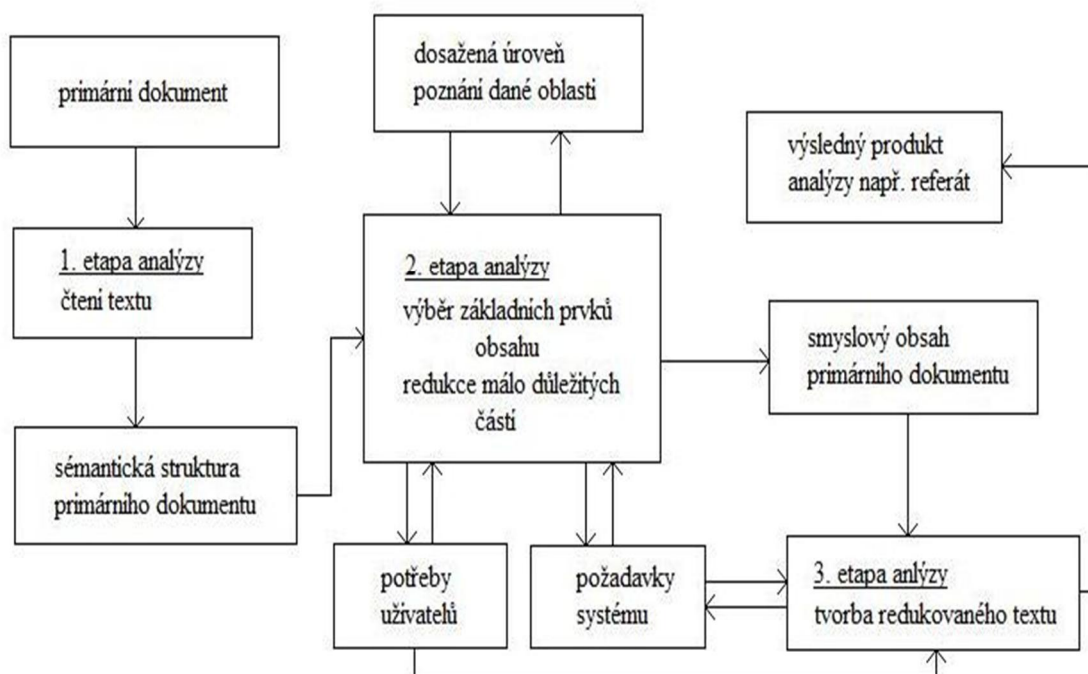 primární dokument
1. etapa analýzy
čtení textu
sémantická struktura
primárního dokumentu
dosažená úroveň
poznání dané oblasti
2. etapa analýzy
výběr základních prvků
obsahu
redukce málo důležitých
částí
potřeby
uživatelů
požadavky
systému
výsledný produkt
analýzy např. referát
smyslový obsah
primárního dokumentu
3. etapa anlýzy
tvorba redukovaného textu